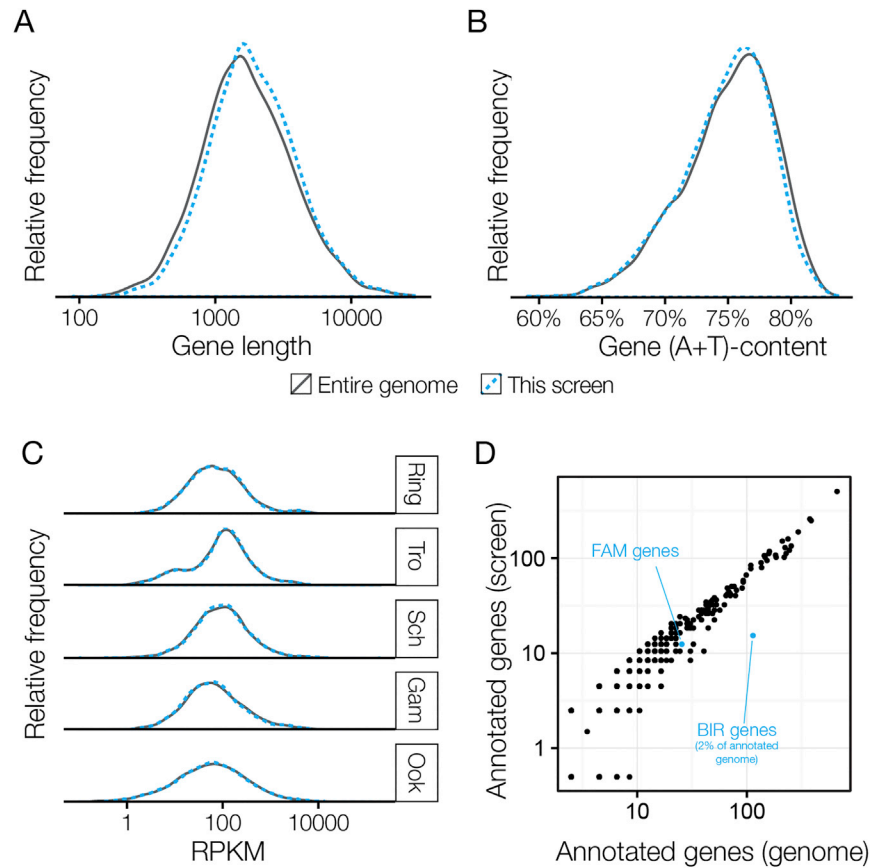 A
Relative frequency
100
1000
10000
Gene length
B
Relative frequency
60%
65%
70%
75%
80%
Gene (A+T)-content
Entire genome
This screen
C
Relative frequency
Ring
Tro
Sch
Gam
Ook
1
100
10000
RPKM
D
Annotated genes (screen)
100
10
1
FAM genes
BIR genes
(2% of annotated
genome)
10
100
Annotated genes (genome)